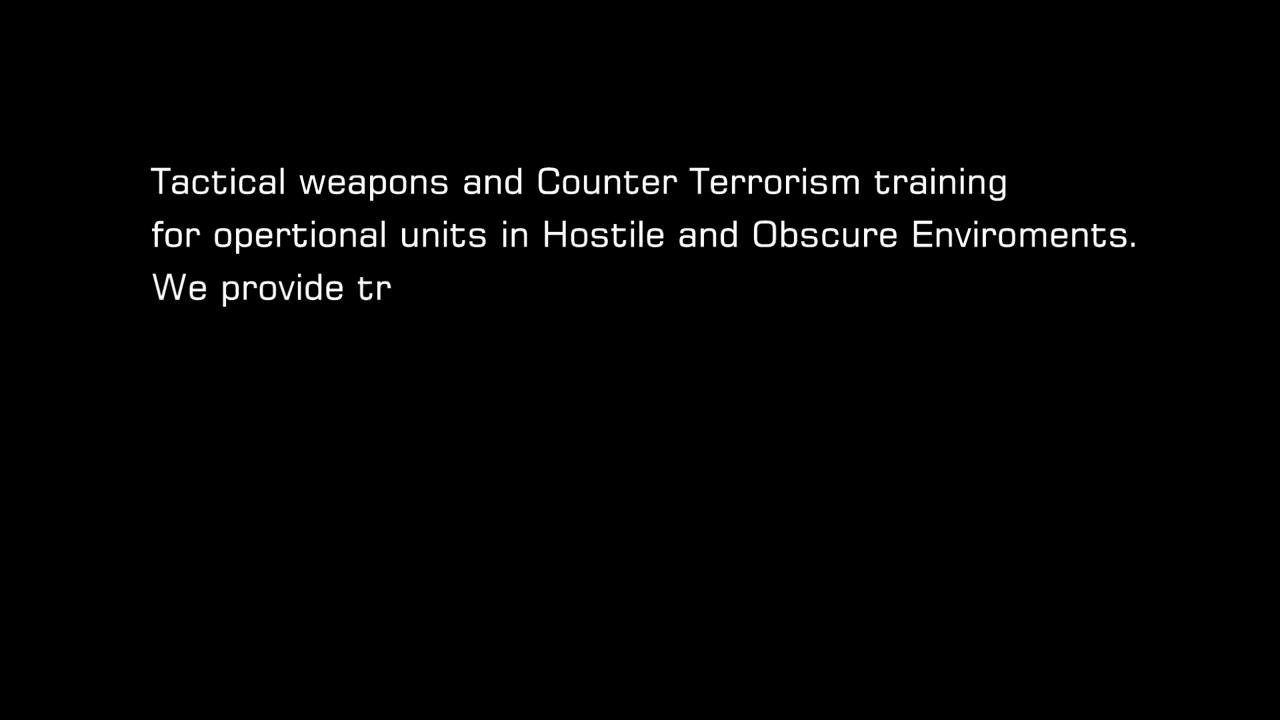 Tactical weapons and Counter Terrorism training
for opertional units in Hostile and Obscure Enviroments.
We provide tr